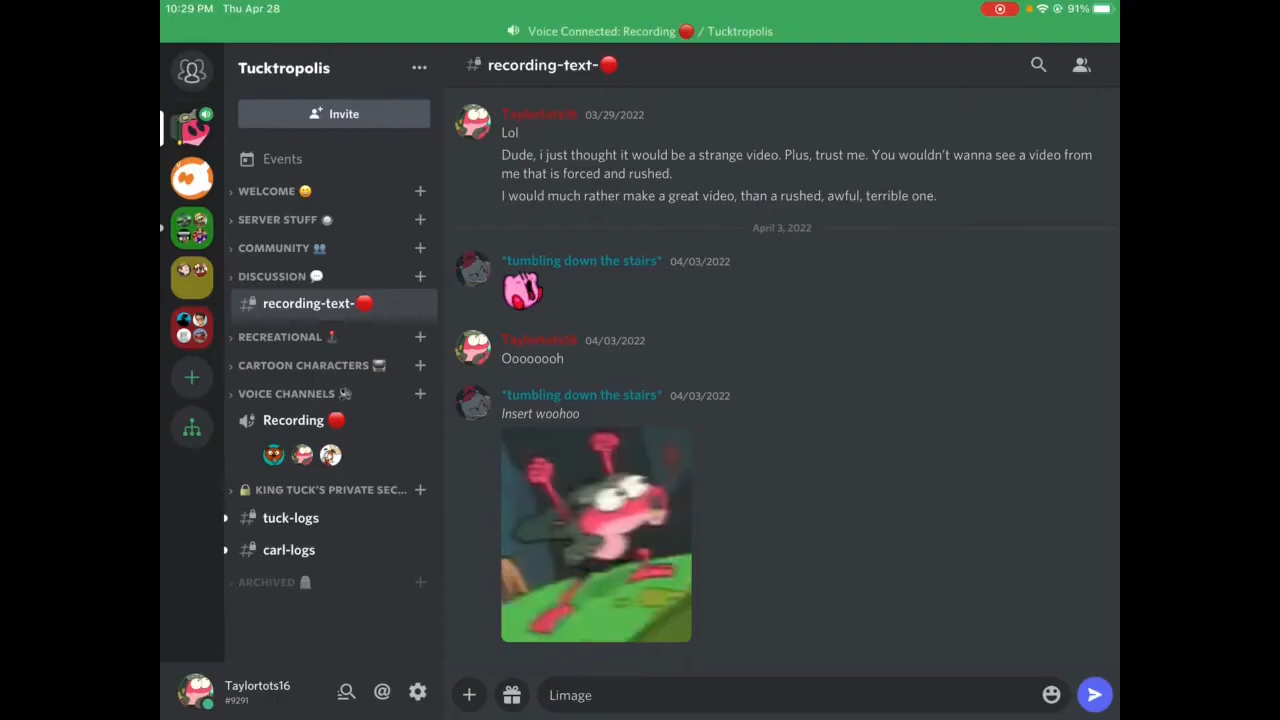 10:29 PM Thu Apr 28
91%
Voice Connected: Recording 🔴 / Tucktropolis
Tucktropolis
Invite
Events
WELCOME 😀
SERVER STUFF
COMMUNITY 👥
DISCUSSION 💬
recording-text-🔴
RECREATIONAL 🕹️
CARTOON CHARACTERS
VOICE CHANNELS 🔊
Recording 🔴
🔒 KING TUCK'S PRIVATE SEC...
tuck-logs
carl-logs
ARCHIVED
Taylortots16
#9291
recording-text-🔴
Taylortots16 03/29/2022
Lol
Dude, i just thought it would be a strange video. Plus, trust me. You wouldn't wanna see a video from
me that is forced and rushed.
I would much rather make a great video, than a rushed, awful, terrible one.
April 3, 2022
*tumbling down the stairs* 04/03/2022
Taylortots16 04/03/2022
Oooooooh
*tumbling down the stairs* 04/03/2022
Insert woohoo
Limage